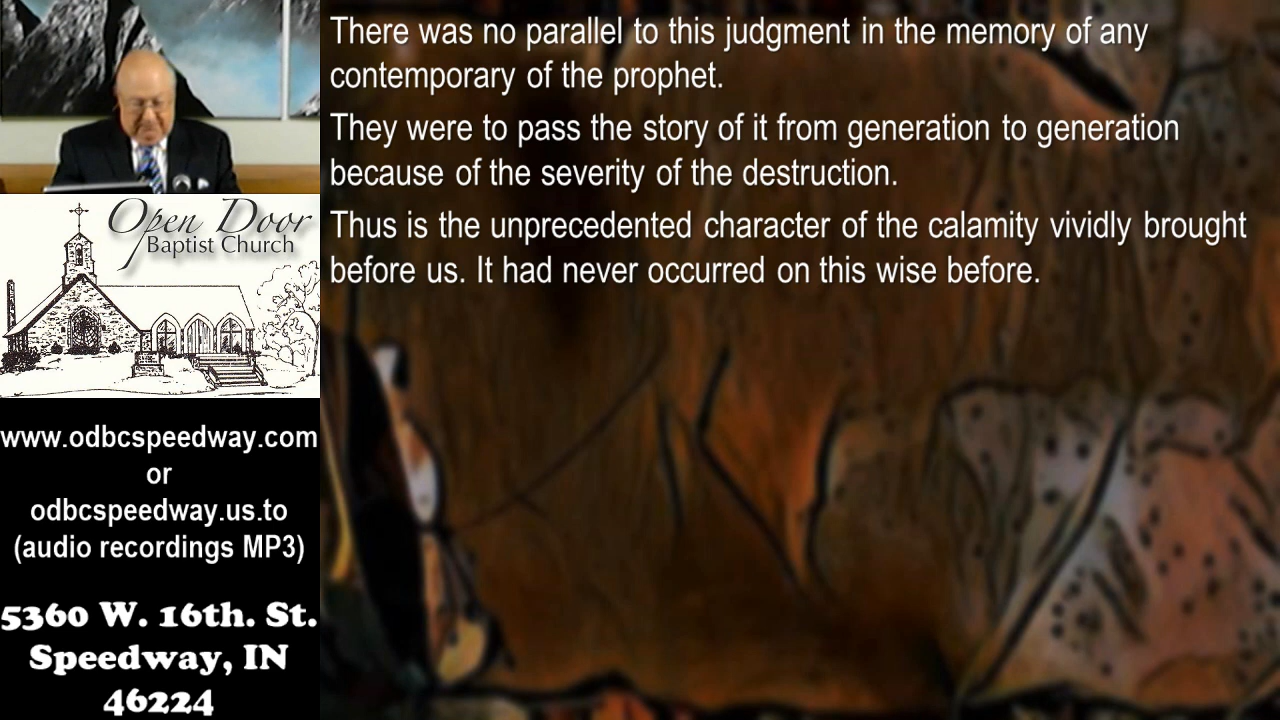 There was no parallel to this judgment in the memory of any
contemporary of the prophet.
They were to pass the story of it from generation to generation
because of the severity of the destruction.
Thus is the unprecedented character of the calamity vividly brought
before us. It had never occurred on this wise before.
Open Door
Baptist Church
www.odbcspeedway.com
or
odbcspeedway.us.to
(audio recordings MP3)
5360 W. 16th. St.
Speedway, IN
46224